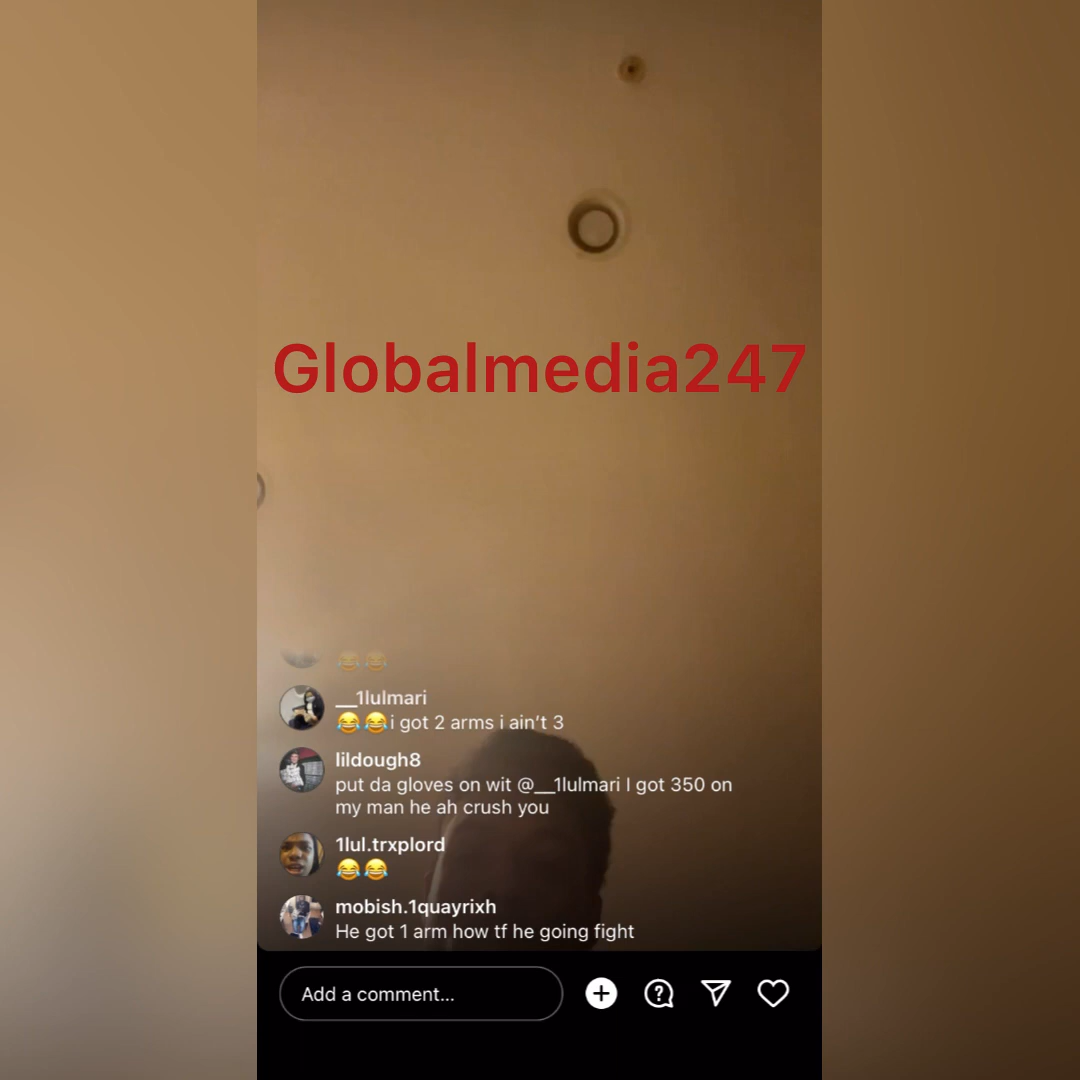 Globalmedia247
😂😂
__1lulmari
😂😂i got 2 arms i ain’t 3
lildough8
put da gloves on wit @__1lulmari I got 350 on
my man he ah crush you
1lul.trxplord
😂😂
mobish.1quayrixh
He got 1 arm how tf he going fight
Add a comment...